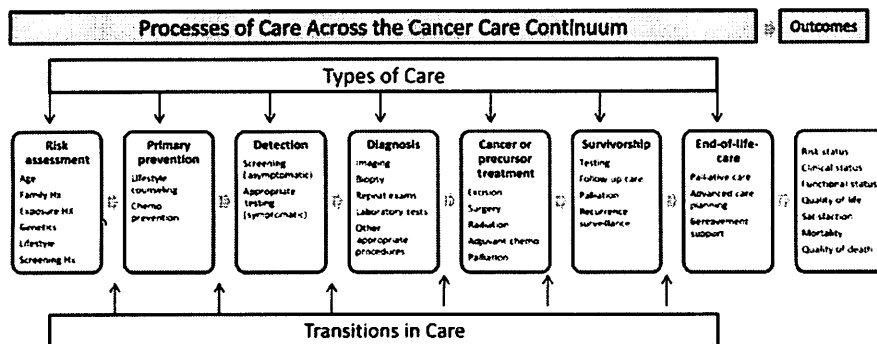 Processes of Care Across the Cancer Care Continuum
Outcomes
Types of Care
Risk
assessment
Age
Family Hx
Exposure HX
Genetics
Lifestyle
Screening Hx
Primary
prevention
Lifestyle
counseling
Chemo
prevention
Detection
Screening
(asymptomatic)
Appropriate
testing
(symptomatic)
Diagnosis
Imaging
Biopsy
Repeat exams
Laboratory tests
Other
appropriate
procedures
Cancer or
precursor
treatment
Excision
Surgery
Radiation
Adjuvant chemo
Palliation
Survivorship
Testing
Follow up care
Palliation
Recurrence
surveillance
End-of-life-
care
Palliative care
Advanced care
planning
Bereavement
support
Risk status
Clinical status
Functional status
Quality of life
Satisfaction
Mortality
Quality of death
Transitions in Care